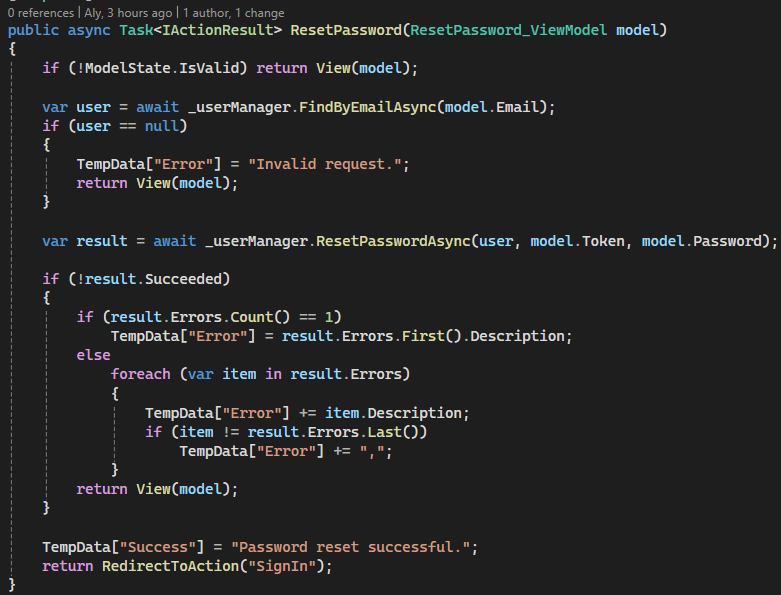 0 references | Aly, 3 hours ago | 1 author, 1 change
public async Task<IActionResult> ResetPassword(ResetPassword_ViewModel model)
{
    if (!ModelState.IsValid) return View(model);

    var user = await _userManager.FindByEmailAsync(model.Email);
    if (user == null)
    {
        TempData["Error"] = "Invalid request.";
        return View(model);
    }

    var result = await _userManager.ResetPasswordAsync(user, model.Token, model.Password);

    if (!result.Succeeded)
    {
        if (result.Errors.Count() == 1)
            TempData["Error"] = result.Errors.First().Description;
        else
            foreach (var item in result.Errors)
            {
                TempData["Error"] += item.Description;
                if (item != result.Errors.Last())
                    TempData["Error"] += ",";
            }
        return View(model);
    }

    TempData["Success"] = "Password reset successful.";
    return RedirectToAction("SignIn");
}